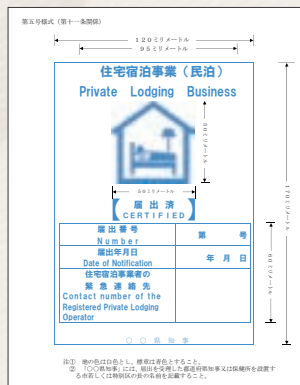 第五号様式（第十一条関係）
120ミリメートル
95ミリメートル
住宅宿泊事業（民泊）
Private Lodging Business
80ミリメートル
50ミリメートル
170ミリメートル
届出済
CERTIFIED
届出番号
Number
第 号
届出年月日
Date of Notification
年 月 日
住宅宿泊事業者の
緊急連絡先
Contact number of the
Registered Private Lodging
Operator
〇〇県知事
注① 地の色は白色とし、標章は青色とすること。
② 「〇〇県知事」には、届出を受理した都道府県知事又は保健所を設置す
る市若しくは特別区の長の名前を記載すること。